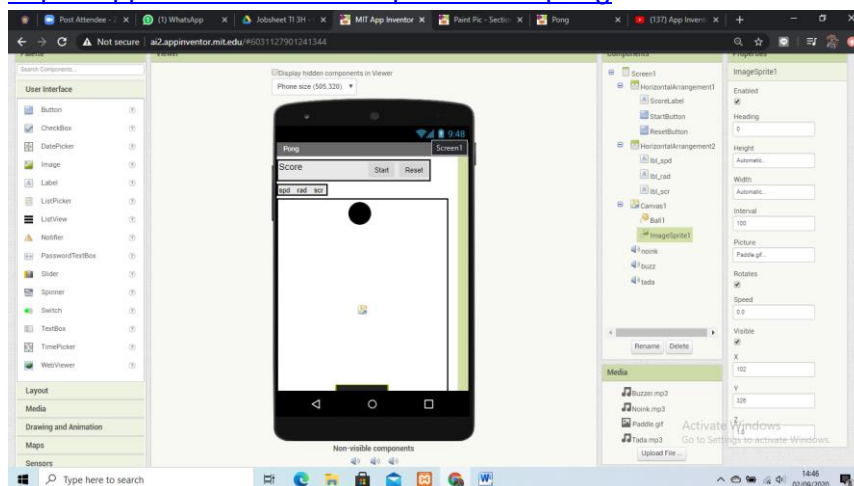 Post Attendee - Z
(1) WhatsApp
Jobsheet TI 3H -
MIT App Inventor
Paint Pic - Section
Pong
(137) App Invent
Not secure | ai2.appinventor.mit.edu/#6031127901241344
Palette
Viewer
Components
Properties
Search Components...
User Interface
Button
CheckBox
DatePicker
Image
Label
ListPicker
ListView
Notifier
PasswordTextBox
Slider
Spinner
Switch
TextBox
TimePicker
WebViewer
Layout
Media
Drawing and Animation
Maps
Sensors
Display hidden components in Viewer
Phone size (505,320)
9:48
Pong
Screen1
Score
Start
Reset
spd rad scr
Non-visible components
Screen1
HorizontalArrangement1
ScoreLabel
StartButton
ResetButton
HorizontalArrangement2
lbl_spd
lbl_rad
lbl_scr
Canvas1
Ball1
ImageSprite1
noink
buzz
tada
Rename
Delete
Media
Buzzer.mp3
Noink.mp3
Paddle.gif
Tada.mp3
Upload File ...
ImageSprite1
Enabled
Heading
0
Height
Automatic...
Width
Automatic...
Interval
100
Picture
Paddle.gif...
Rotates
Speed
0.0
Visible
X
102
Y
328
Z
1.0
Activate Windows
Go to Settings to activate Windows.
Type here to search
14:46
02/09/2020